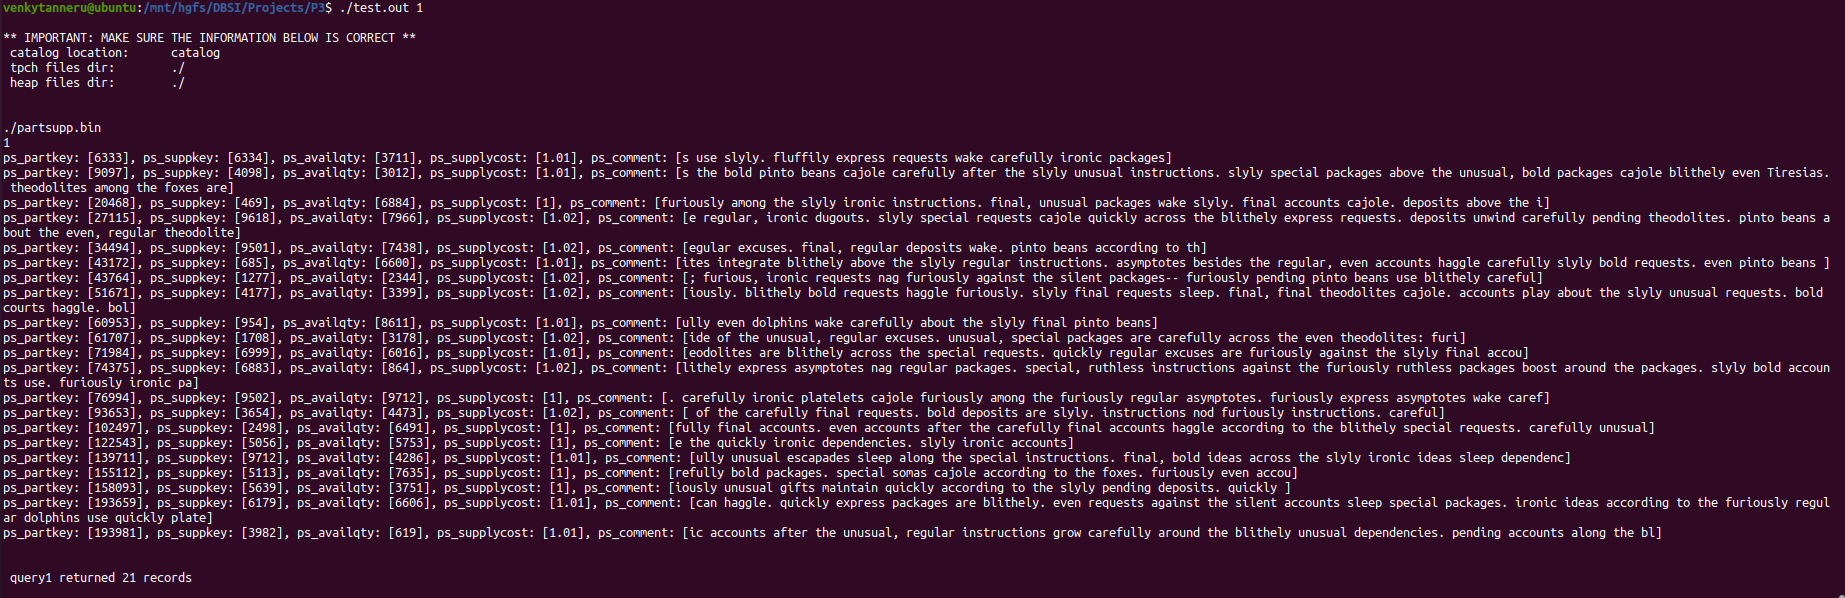 venkytanneru@ubuntu:/mnt/hgfs/DBSI/Projects/P3$ ./test.out 1
** IMPORTANT: MAKE SURE THE INFORMATION BELOW IS CORRECT **
catalog location: catalog
tpch files dir: ./
heap files dir: ./
./partsupp.bin
1
ps_partkey: [6333], ps_suppkey: [6334], ps_availqty: [3711], ps_supplycost: [1.01], ps_comment: [s use slyly. fluffily express requests wake carefully ironic packages]
ps_partkey: [9097], ps_suppkey: [4098], ps_availqty: [3012], ps_supplycost: [1.01], ps_comment: [s the bold pinto beans cajole carefully after the slyly unusual instructions. slyly special packages above the unusual, bold packages cajole blithely even Tiresias.
 theodolites among the foxes are]
ps_partkey: [20468], ps_suppkey: [469], ps_availqty: [6884], ps_supplycost: [1], ps_comment: [furiously among the slyly ironic instructions. final, unusual packages wake slyly. final accounts cajole. deposits above the i]
ps_partkey: [27115], ps_suppkey: [9618], ps_availqty: [7966], ps_supplycost: [1.02], ps_comment: [e regular, ironic dugouts. slyly special requests cajole quickly across the blithely express requests. deposits unwind carefully pending theodolites. pinto beans a
bout the even, regular theodolite]
ps_partkey: [34494], ps_suppkey: [9501], ps_availqty: [7438], ps_supplycost: [1.02], ps_comment: [egular excuses. final, regular deposits wake. pinto beans according to th]
ps_partkey: [43172], ps_suppkey: [685], ps_availqty: [6600], ps_supplycost: [1.01], ps_comment: [ites integrate blithely above the slyly regular instructions. asymptotes besides the regular, even accounts haggle carefully slyly bold requests. even pinto beans ]
ps_partkey: [43764], ps_suppkey: [1277], ps_availqty: [2344], ps_supplycost: [1.02], ps_comment: [; furious, ironic requests nag furiously against the silent packages-- furiously pending pinto beans use blithely careful]
ps_partkey: [51671], ps_suppkey: [4177], ps_availqty: [3399], ps_supplycost: [1.02], ps_comment: [iously. blithely bold requests haggle furiously. slyly final requests sleep. final, final theodolites cajole. accounts play about the slyly unusual requests. bold
courts haggle. bol]
ps_partkey: [60953], ps_suppkey: [954], ps_availqty: [8611], ps_supplycost: [1.01], ps_comment: [ully even dolphins wake carefully about the slyly final pinto beans]
ps_partkey: [61707], ps_suppkey: [1708], ps_availqty: [3178], ps_supplycost: [1.02], ps_comment: [ide of the unusual, regular excuses. unusual, special packages are carefully across the even theodolites: furi]
ps_partkey: [71984], ps_suppkey: [6999], ps_availqty: [6016], ps_supplycost: [1.01], ps_comment: [eodolites are blithely across the special requests. quickly regular excuses are furiously against the slyly final accou]
ps_partkey: [74375], ps_suppkey: [6883], ps_availqty: [864], ps_supplycost: [1.02], ps_comment: [lithely express asymptotes nag regular packages. special, ruthless instructions against the furiously ruthless packages boost around the packages. slyly bold accoun
ts use. furiously ironic pa]
ps_partkey: [76994], ps_suppkey: [9502], ps_availqty: [9712], ps_supplycost: [1], ps_comment: [. carefully ironic platelets cajole furiously among the furiously regular asymptotes. furiously express asymptotes wake caref]
ps_partkey: [93653], ps_suppkey: [3654], ps_availqty: [4473], ps_supplycost: [1.02], ps_comment: [ of the carefully final requests. bold deposits are slyly. instructions nod furiously instructions. careful]
ps_partkey: [102497], ps_suppkey: [2498], ps_availqty: [6491], ps_supplycost: [1], ps_comment: [fully final accounts. even accounts after the carefully final accounts haggle according to the blithely special requests. carefully unusual]
ps_partkey: [122543], ps_suppkey: [5056], ps_availqty: [5753], ps_supplycost: [1], ps_comment: [e the quickly ironic dependencies. slyly ironic accounts]
ps_partkey: [139711], ps_suppkey: [9712], ps_availqty: [4286], ps_supplycost: [1.01], ps_comment: [ully unusual escapades sleep along the special instructions. final, bold ideas across the slyly ironic ideas sleep dependenc]
ps_partkey: [155112], ps_suppkey: [5113], ps_availqty: [7635], ps_supplycost: [1], ps_comment: [refully bold packages. special somas cajole according to the foxes. furiously even accou]
ps_partkey: [158093], ps_suppkey: [5639], ps_availqty: [3751], ps_supplycost: [1], ps_comment: [iously unusual gifts maintain quickly according to the slyly pending deposits. quickly ]
ps_partkey: [193659], ps_suppkey: [6179], ps_availqty: [6606], ps_supplycost: [1.01], ps_comment: [can haggle. quickly express packages are blithely. even requests against the silent accounts sleep special packages. ironic ideas according to the furiously regul
ar dolphins use quickly plate]
ps_partkey: [193981], ps_suppkey: [3982], ps_availqty: [619], ps_supplycost: [1.01], ps_comment: [ic accounts after the unusual, regular instructions grow carefully around the blithely unusual dependencies. pending accounts along the bl]
query1 returned 21 records